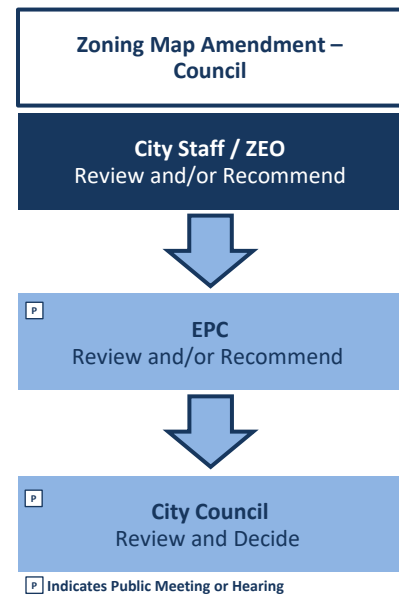 Zoning Map Amendment –
Council
City Staff / ZEO
Review and/or Recommend
P
EPC
Review and/or Recommend
P
City Council
Review and Decide
P Indicates Public Meeting or Hearing